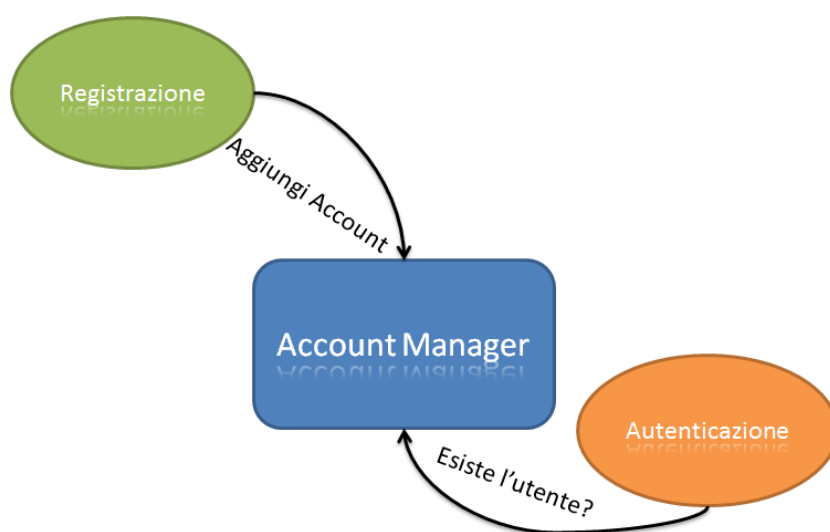 Registrazione
Aggiungi Account
Account Manager
Autenticazione
Esiste l'utente?